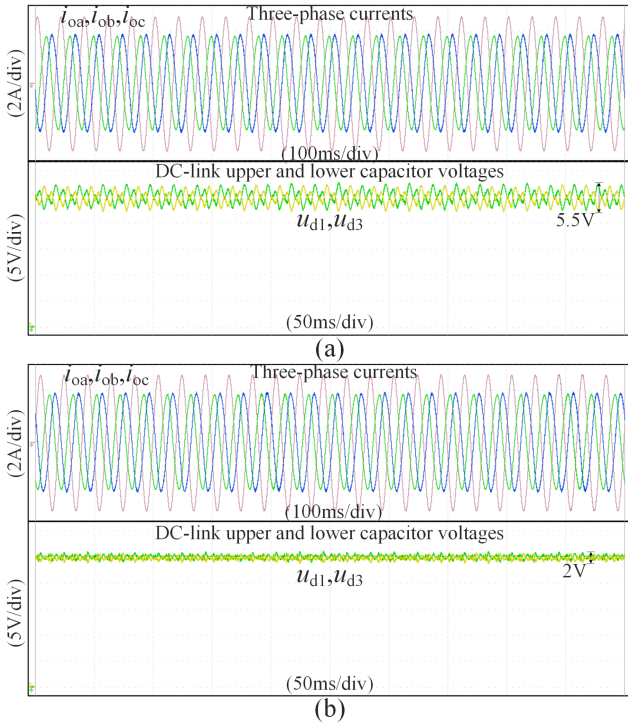 ioa,iob,ioc
Three-phase currents
(2A/div)
(100ms/div)
DC-link upper and lower capacitor voltages
ud1,ud3
5.5V
(5V/div)
(50ms/div)
(a)
ioa,iob,ioc
Three-phase currents
(2A/div)
(100ms/div)
DC-link upper and lower capacitor voltages
ud1,ud3
2V
(5V/div)
(50ms/div)
(b)